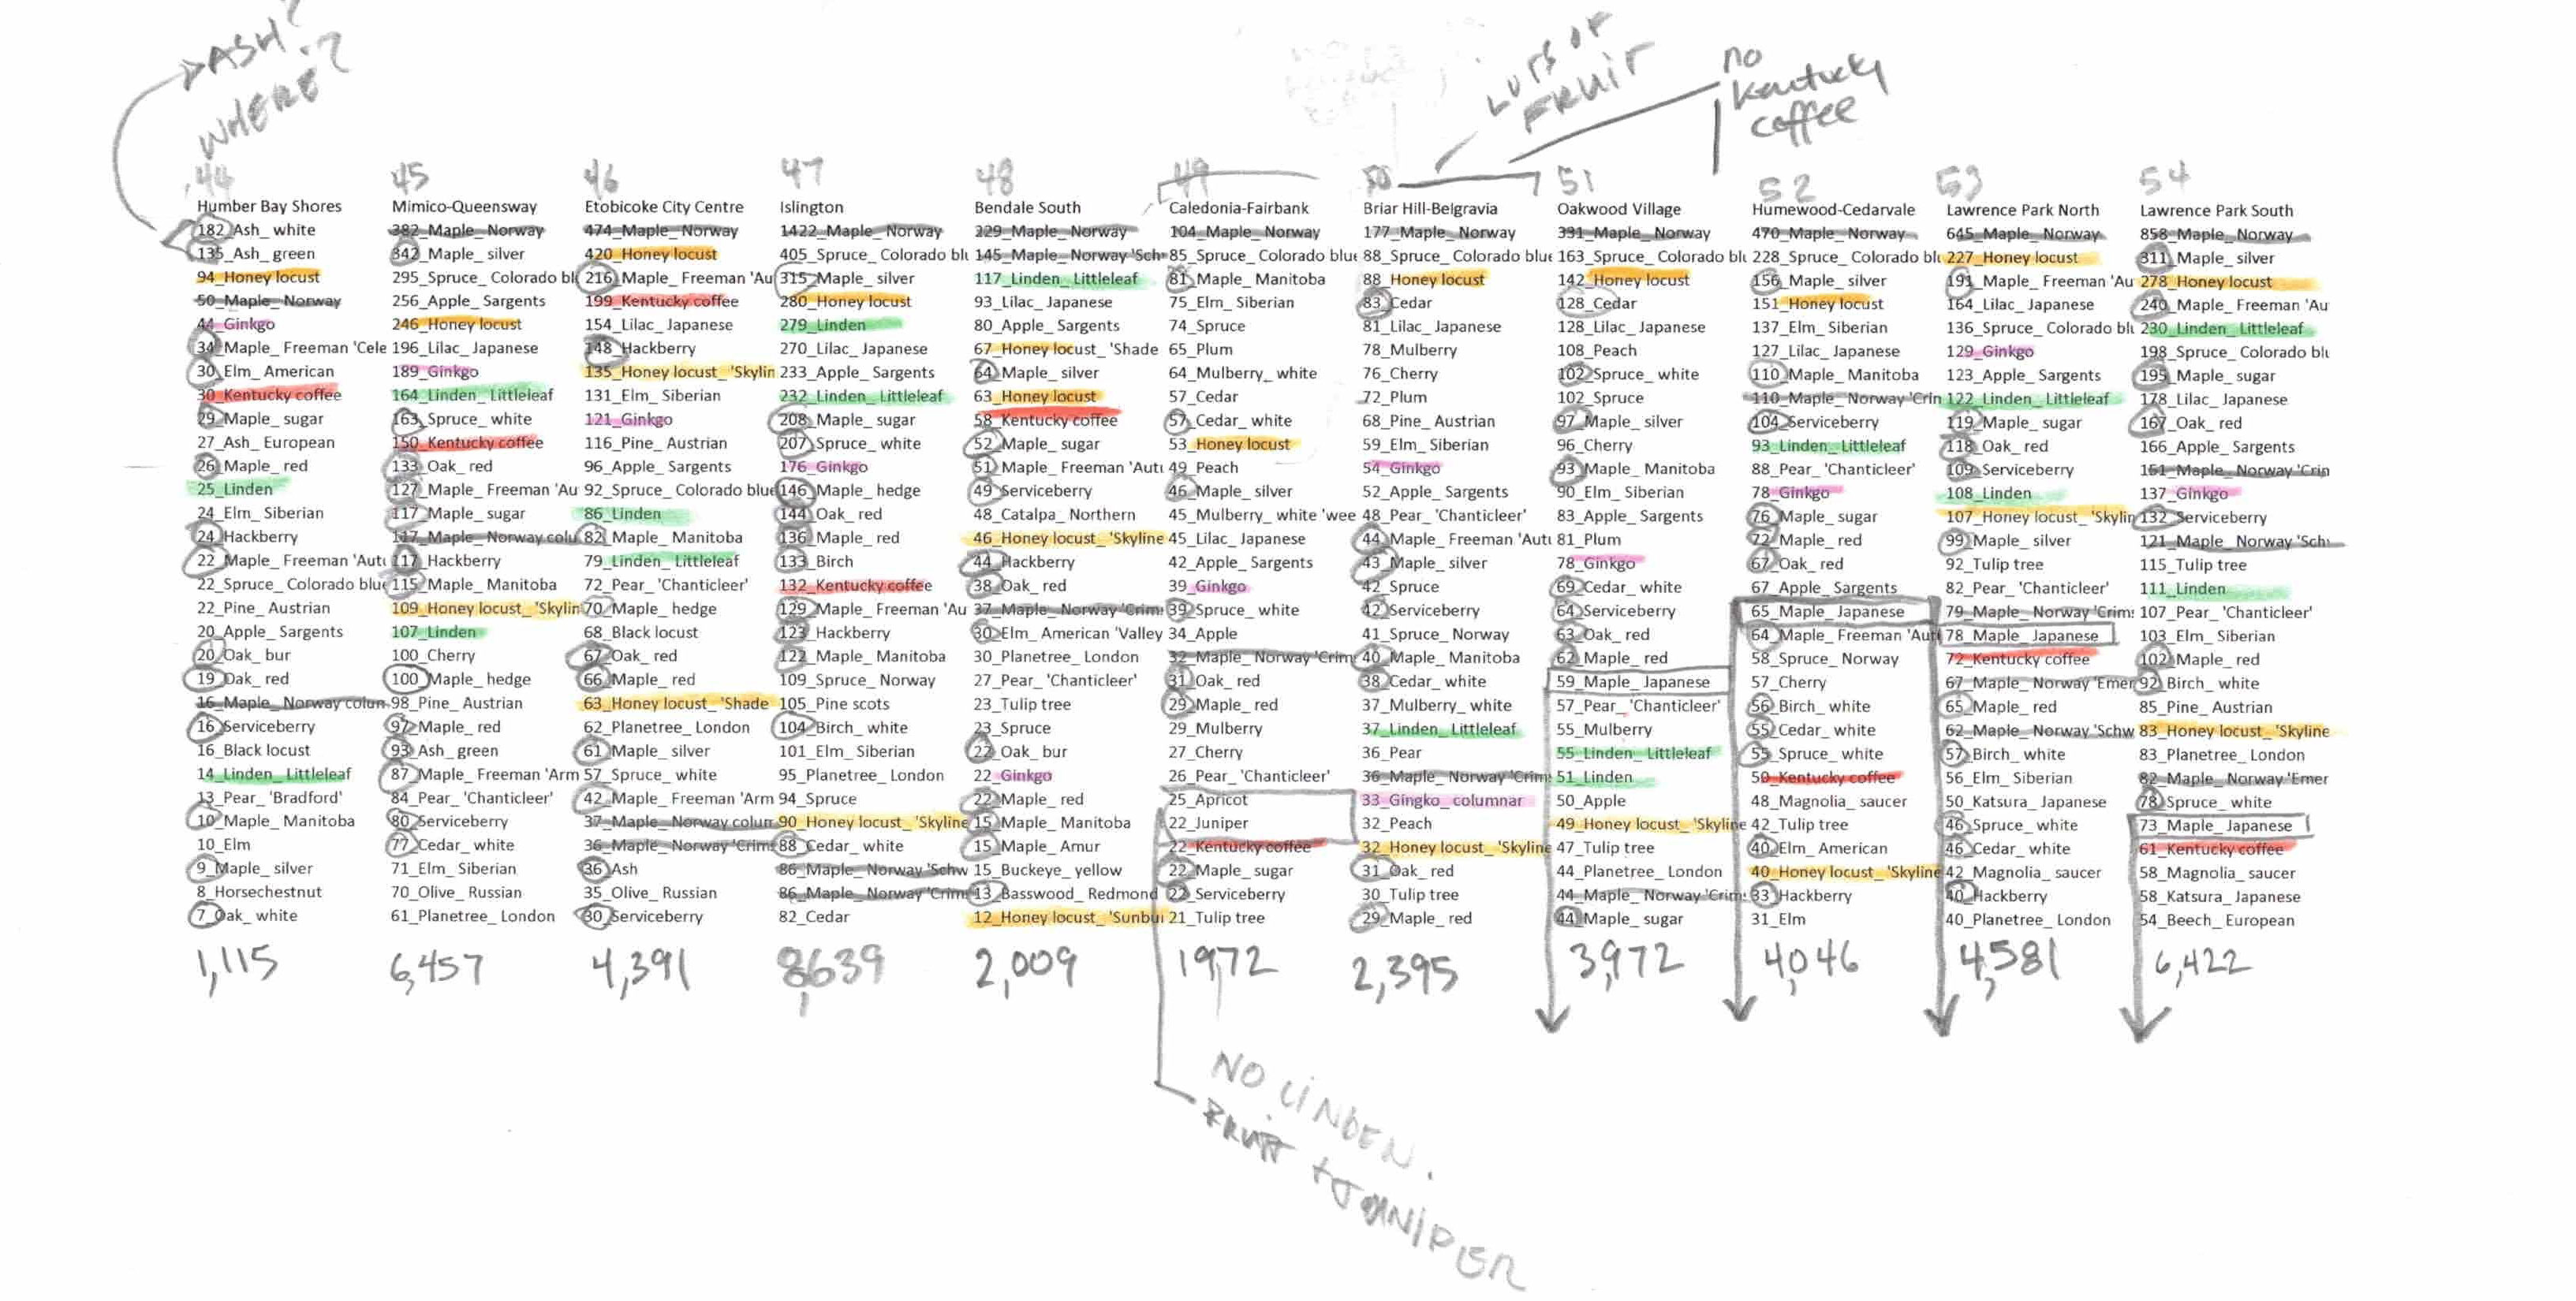 ASH?
WHERE?
LOTS OF
FRUIT
no
kentucky
coffee
44
Humber Bay Shores
182_Ash_ white
135_Ash_ green
94_Honey locust
50_Maple_ Norway
44_Ginkgo
34_Maple_ Freeman 'Cele
30_Elm_ American
30_Kentucky coffee
29_Maple_ sugar
27_Ash_ European
26_Maple_ red
25_Linden
24_Elm_ Siberian
24_Hackberry
22_Maple_ Freeman 'Aut
22_Spruce_ Colorado blue
22_Pine_ Austrian
20_Apple_ Sargents
20_Oak_ bur
19_Oak_ red
16_Maple_ Norway colun
16_Serviceberry
16_Black locust
14_Linden_ Littleleaf
13_Pear_ 'Bradford'
10_Maple_ Manitoba
10_Elm
9_Maple_ silver
8_Horsechestnut
7_Oak_ white
1,115
45
Mimico-Queensway
382_Maple_ Norway
342_Maple_ silver
295_Spruce_ Colorado bl
256_Apple_ Sargents
246_Honey locust
196_Lilac_ Japanese
189_Ginkgo
164_Linden_ Littleleaf
163_Spruce_ white
150_Kentucky coffee
133_Oak_ red
127_Maple_ Freeman 'Au
117_Maple_ sugar
117_Maple_ Norway colu
117_Hackberry
115_Maple_ Manitoba
109_Honey locust_ 'Skylin
107_Linden
100_Cherry
100_Maple_ hedge
98_Pine_ Austrian
97_Maple_ red
93_Ash_ green
87_Maple_ Freeman 'Arm
84_Pear_ 'Chanticleer'
80_Serviceberry
77_Cedar_ white
71_Elm_ Siberian
70_Olive_ Russian
61_Planetree_ London
6,457
46
Etobicoke City Centre
474_Maple_ Norway
420_Honey locust
216_Maple_ Freeman 'Au
199_Kentucky coffee
154_Lilac_ Japanese
148_Hackberry
135_Honey locust_ 'Skylin
131_Elm_ Siberian
121_Ginkgo
116_Pine_ Austrian
96_Apple_ Sargents
92_Spruce_ Colorado blue
86_Linden
82_Maple_ Manitoba
79_Linden_ Littleleaf
72_Pear_ 'Chanticleer'
70_Maple_ hedge
68_Black locust
67_Oak_ red
66_Maple_ red
63_Honey locust_ 'Shade
62_Planetree_ London
61_Maple_ silver
57_Spruce_ white
42_Maple_ Freeman 'Arm
37_Maple_ Norway colun
36_Maple_ Norway 'Crims
36_Ash
35_Olive_ Russian
30_Serviceberry
4,391
47
Islington
1422_Maple_ Norway
405_Spruce_ Colorado blu
315_Maple_ silver
280_Honey locust
279_Linden
270_Lilac_ Japanese
233_Apple_ Sargents
232_Linden_ Littleleaf
208_Maple_ sugar
207_Spruce_ white
176_Ginkgo
146_Maple_ hedge
144_Oak_ red
136_Maple_ red
133_Birch
132_Kentucky coffee
129_Maple_ Freeman 'Au
123_Hackberry
122_Maple_ Manitoba
109_Spruce_ Norway
105_Pine scots
104_Birch_ white
101_Elm_ Siberian
95_Planetree_ London
94_Spruce
90_Honey locust_ 'Skyline
88_Cedar_ white
86_Maple_ Norway 'Schw
86_Maple_ Norway 'Crim
82_Cedar
8,639
48
Bendale South
229_Maple_ Norway
145_Maple_ Norway 'Sch
117_Linden_ Littleleaf
93_Lilac_ Japanese
80_Apple_ Sargents
67_Honey locust_ 'Shade
64_Maple_ silver
63_Honey locust
58_Kentucky coffee
52_Maple_ sugar
51_Maple_ Freeman 'Aut
49_Serviceberry
48_Catalpa_ Northern
46_Honey locust_ 'Skyline
44_Hackberry
38_Oak_ red
37_Maple_ Norway 'Crims
30_Elm_ American 'Valley
30_Planetree_ London
27_Pear_ 'Chanticleer'
23_Tulip tree
23_Spruce
22_Oak_ bur
22_Ginkgo
22_Maple_ red
15_Maple_ Manitoba
15_Maple_ Amur
15_Buckeye_ yellow
13_Basswood_ Redmond
12_Honey locust_ 'Sunbu
2,009
49
Caledonia-Fairbank
104_Maple_ Norway
85_Spruce_ Colorado blue
81_Maple_ Manitoba
75_Elm_ Siberian
74_Spruce
65_Plum
64_Mulberry_ white
57_Cedar
57_Cedar_ white
53_Honey locust
49_Peach
46_Maple_ silver
45_Mulberry_ white 'wee
45_Lilac_ Japanese
42_Apple_ Sargents
39_Ginkgo
39_Spruce_ white
34_Apple
32_Maple_ Norway 'Crims
31_Oak_ red
29_Maple_ red
29_Mulberry
27_Cherry
26_Pear_ 'Chanticleer'
25_Apricot
22_Juniper
22_Kentucky coffee
22_Maple_ sugar
22_Serviceberry
21_Tulip tree
1972
50
Briar Hill-Belgravia
177_Maple_ Norway
88_Spruce_ Colorado blue
88_Honey locust
83_Cedar
81_Lilac_ Japanese
78_Mulberry
76_Cherry
72_Plum
68_Pine_ Austrian
59_Elm_ Siberian
54_Ginkgo
52_Apple_ Sargents
48_Pear_ 'Chanticleer'
44_Maple_ Freeman 'Autu
43_Maple_ silver
42_Spruce
42_Serviceberry
41_Spruce_ Norway
40_Maple_ Manitoba
38_Cedar_ white
37_Mulberry_ white
37_Linden_ Littleleaf
36_Pear
36_Maple_ Norway 'Crims
33_Gingko_ columnar
32_Peach
32_Honey locust_ 'Skyline
31_Oak_ red
30_Tulip tree
29_Maple_ red
2,395
51
Oakwood Village
331_Maple_ Norway
163_Spruce_ Colorado blu
142_Honey locust
128_Cedar
128_Lilac_ Japanese
108_Peach
102_Spruce_ white
102_Spruce
97_Maple_ silver
96_Cherry
93_Maple_ Manitoba
90_Elm_ Siberian
83_Apple_ Sargents
81_Plum
78_Ginkgo
69_Cedar_ white
64_Serviceberry
63_Oak_ red
62_Maple_ red
59_Maple_ Japanese
57_Pear_ 'Chanticleer'
55_Mulberry
55_Linden_ Littleleaf
51_Linden
50_Apple
49_Honey locust_ 'Skyline
47_Tulip tree
44_Planetree_ London
44_Maple_ Norway 'Crims
44_Maple_ sugar
3,972
52
Humewood-Cedarvale
470_Maple_ Norway
228_Spruce_ Colorado blu
156_Maple_ silver
151_Honey locust
137_Elm_ Siberian
127_Lilac_ Japanese
110_Maple_ Manitoba
110_Maple_ Norway 'Crin
104_Serviceberry
93_Linden_ Littleleaf
88_Pear_ 'Chanticleer'
78_Ginkgo
76_Maple_ sugar
72_Maple_ red
67_Oak_ red
67_Apple_ Sargents
65_Maple_ Japanese
64_Maple_ Freeman 'Aut
58_Spruce_ Norway
57_Cherry
56_Birch_ white
55_Cedar_ white
55_Spruce_ white
50_Kentucky coffee
48_Magnolia_ saucer
42_Tulip tree
40_Elm_ American
40_Honey locust_ 'Skyline
33_Hackberry
31_Elm
4,046
53
Lawrence Park North
645_Maple_ Norway
227_Honey locust
191_Maple_ Freeman 'Au
164_Lilac_ Japanese
136_Spruce_ Colorado blu
129_Ginkgo
123_Apple_ Sargents
122_Linden_ Littleleaf
119_Maple_ sugar
118_Oak_ red
109_Serviceberry
108_Linden
107_Honey locust_ 'Skylin
99_Maple_ silver
92_Tulip tree
82_Pear_ 'Chanticleer'
79_Maple_ Norway 'Crims
78_Maple_ Japanese
72_Kentucky coffee
67_Maple_ Norway 'Emer
65_Maple_ red
62_Maple_ Norway 'Schw
57_Birch_ white
56_Elm_ Siberian
50_Katsura_ Japanese
46_Spruce_ white
46_Cedar_ white
42_Magnolia_ saucer
40_Hackberry
40_Planetree_ London
4,581
54
Lawrence Park South
858_Maple_ Norway
311_Maple_ silver
278_Honey locust
240_Maple_ Freeman 'Au
230_Linden_ Littleleaf
198_Spruce_ Colorado blu
195_Maple_ sugar
178_Lilac_ Japanese
167_Oak_ red
166_Apple_ Sargents
161_Maple_ Norway 'Crin
137_Ginkgo
132_Serviceberry
121_Maple_ Norway 'Sch
115_Tulip tree
111_Linden
107_Pear_ 'Chanticleer'
103_Elm_ Siberian
102_Maple_ red
92_Birch_ white
85_Pine_ Austrian
83_Honey locust_ 'Skyline
83_Planetree_ London
82_Maple_ Norway 'Emer
78_Spruce_ white
73_Maple_ Japanese
61_Kentucky coffee
58_Magnolia_ saucer
58_Katsura_ Japanese
54_Beech_ European
6,422
NO LINDEN.
FRUIT + JUNIPER